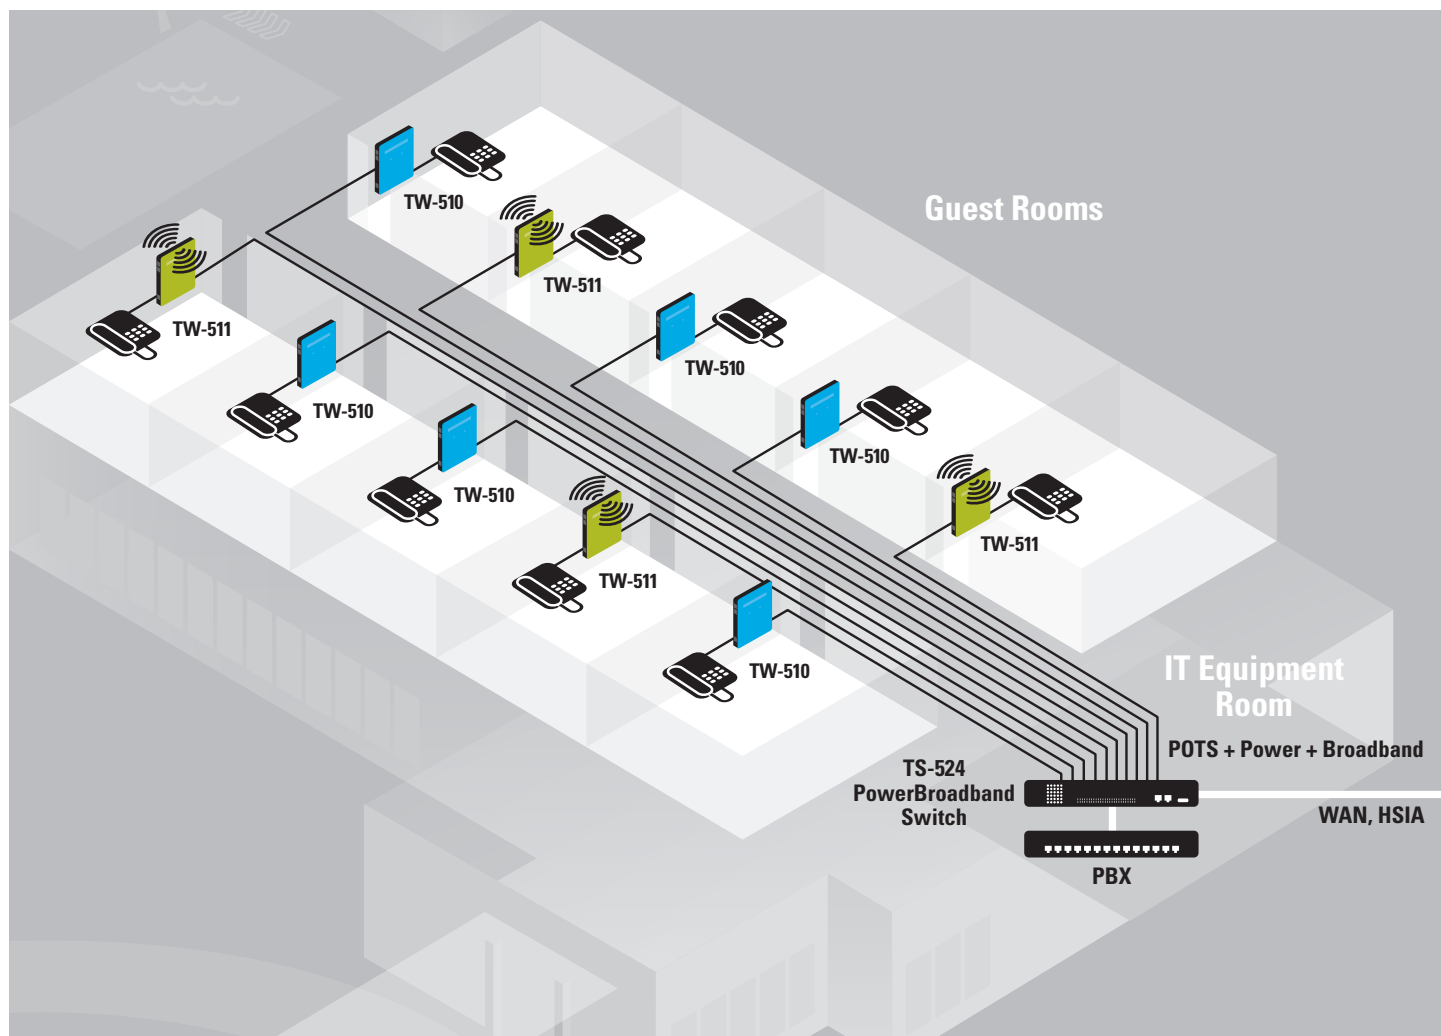 TW-510
Guest Rooms
TW-511
TW-511
TW-510
TW-510
TW-510
TW-510
TW-511
TW-511
TW-510
IT Equipment
Room
POTS + Power + Broadband
TS-524
PowerBroadband
Switch
WAN, HSIA
PBX